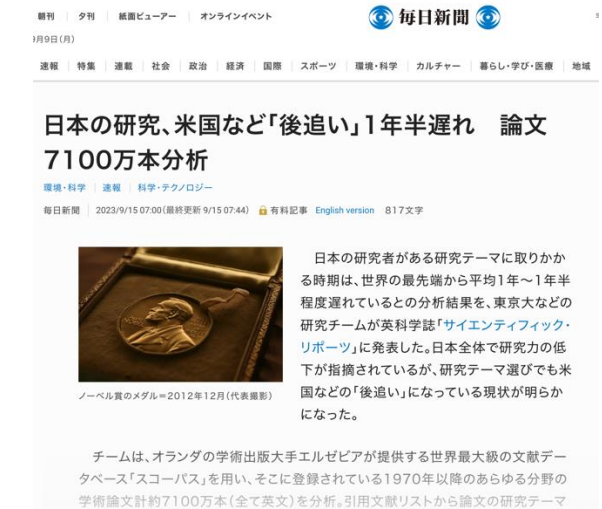 朝刊 夕刊 紙面ビューアー オンラインイベント 毎日新聞
月9日(月)
速報 特集 連載 社会 政治 経済 国際 スポーツ 環境・科学 カルチャー 暮らし・学び・医療 地域
日本の研究、米国など「後追い」1年半遅れ 論文
7100万本分析
環境・科学 速報 科学・テクノロジー
毎日新聞 2023/9/15 07:00(最終更新 9/15 07:44) 有料記事 English version 817文字
日本の研究者がある研究テーマに取りかか
る時期は、世界の最先端から平均1年〜1年半
程度遅れているとの分析結果を、東京大などの
研究チームが英科学誌「サイエンティフィック・
リポーツ」に発表した。日本全体で研究力の低
下が指摘されているが、研究テーマ選びでも米
国などの「後追い」になっている現状が明らか
になった。
ノーベル賞のメダル=2012年12月(代表撮影)
チームは、オランダの学術出版大手エルゼビアが提供する世界最大級の文献デー
タベース「スコーパス」を用い、そこに登録されている1970年以降のあらゆる分野の
学術論文計約7100万本(全て英文)を分析。引用文献リストから論文の研究テーマ